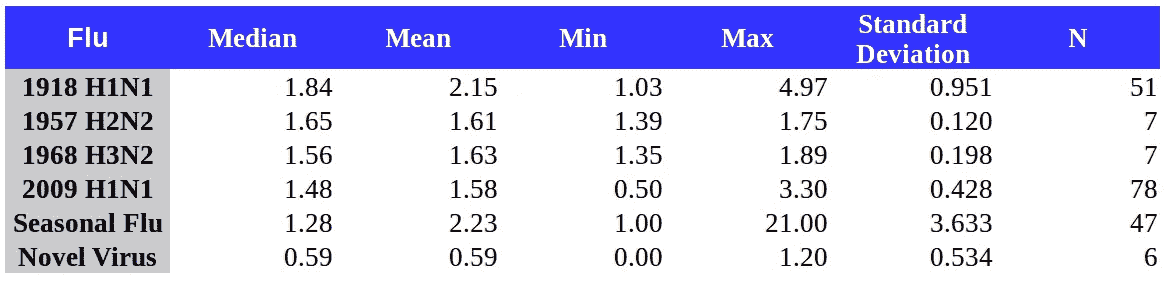 Flu Median Mean Min Max Standard Deviation N
1918 H1N1 1.84 2.15 1.03 4.97 0.951 51
1957 H2N2 1.65 1.61 1.39 1.75 0.120 7
1968 H3N2 1.56 1.63 1.35 1.89 0.198 7
2009 H1N1 1.48 1.58 0.50 3.30 0.428 78
Seasonal Flu 1.28 2.23 1.00 21.00 3.633 47
Novel Virus 0.59 0.59 0.00 1.20 0.534 6